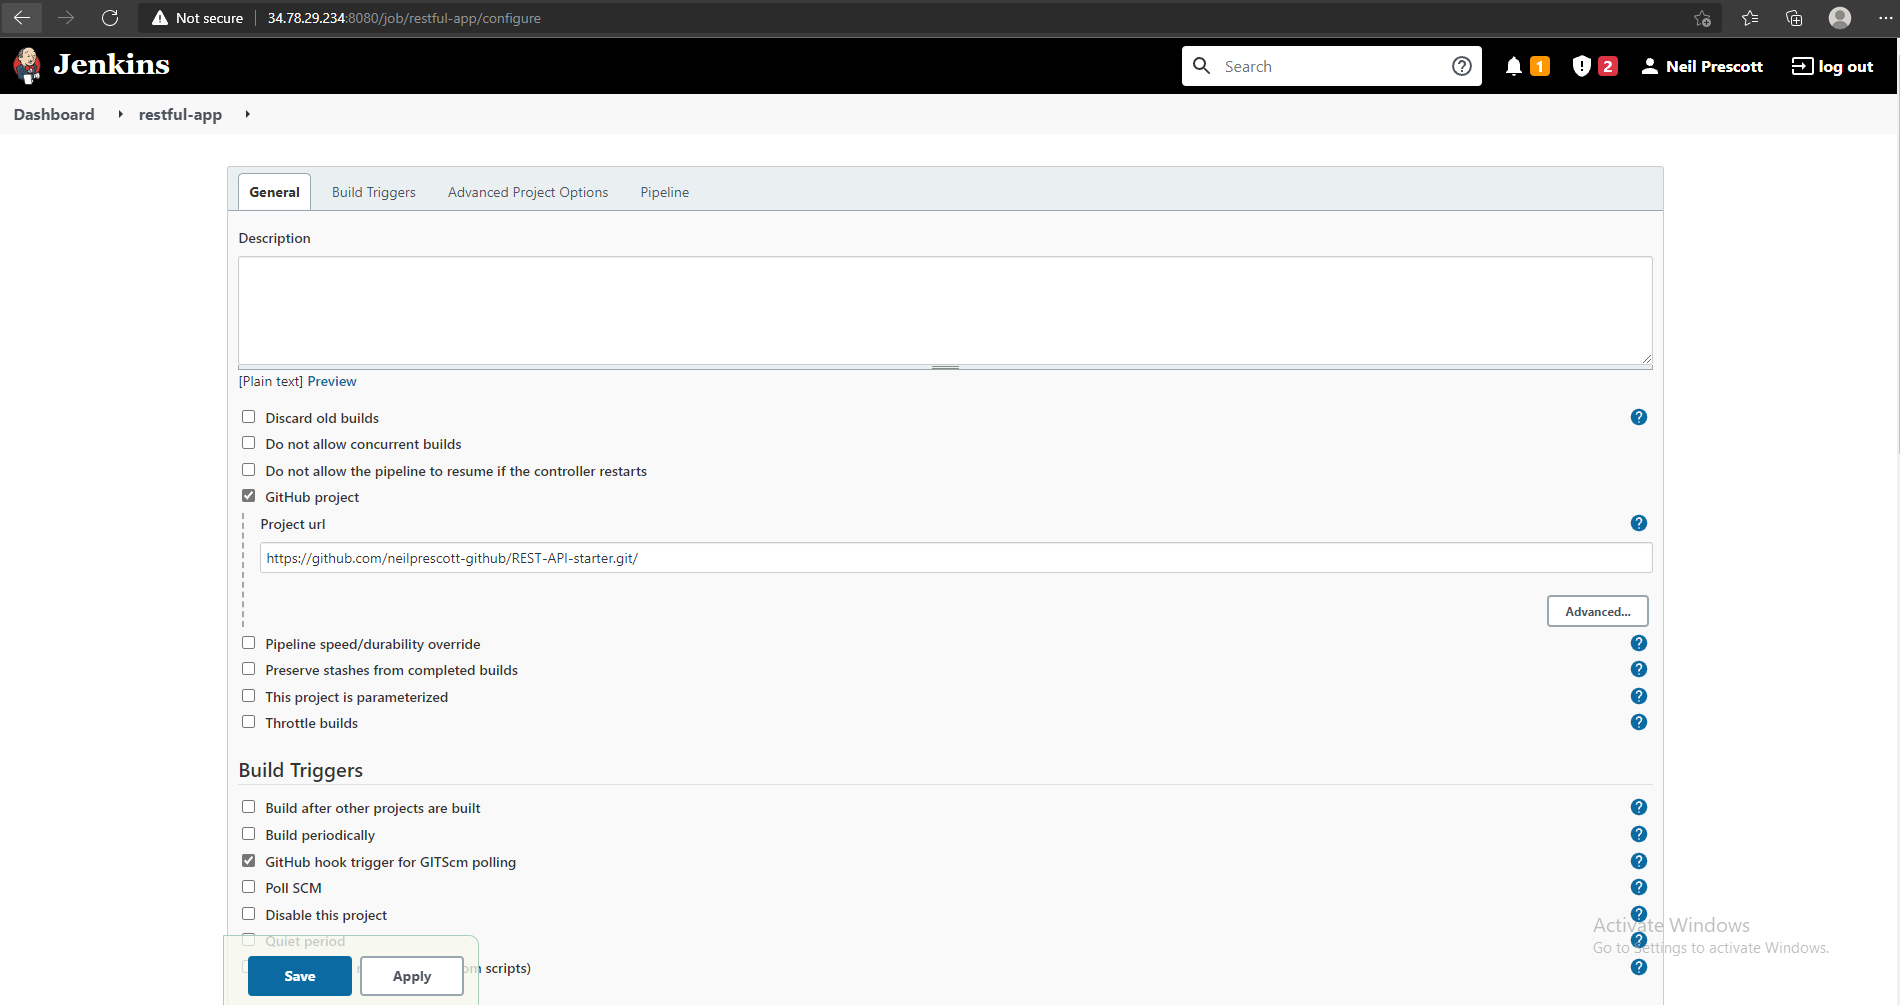 Not secure 34.78.29.234:8080/job/restful-app/configure
Jenkins Search 1 2 Neil Prescott log out
Dashboard restful-app
General Build Triggers Advanced Project Options Pipeline
Description
[Plain text] Preview
Discard old builds
Do not allow concurrent builds
Do not allow the pipeline to resume if the controller restarts
GitHub project
Project url
https://github.com/neilprescott-github/REST-API-starter.git/
Advanced...
Pipeline speed/durability override
Preserve stashes from completed builds
This project is parameterized
Throttle builds
Build Triggers
Build after other projects are built
Build periodically
GitHub hook trigger for GITScm polling
Poll SCM
Disable this project
Activate Windows
Quiet period
Go to Settings to activate Windows.
scripts)
Save Apply